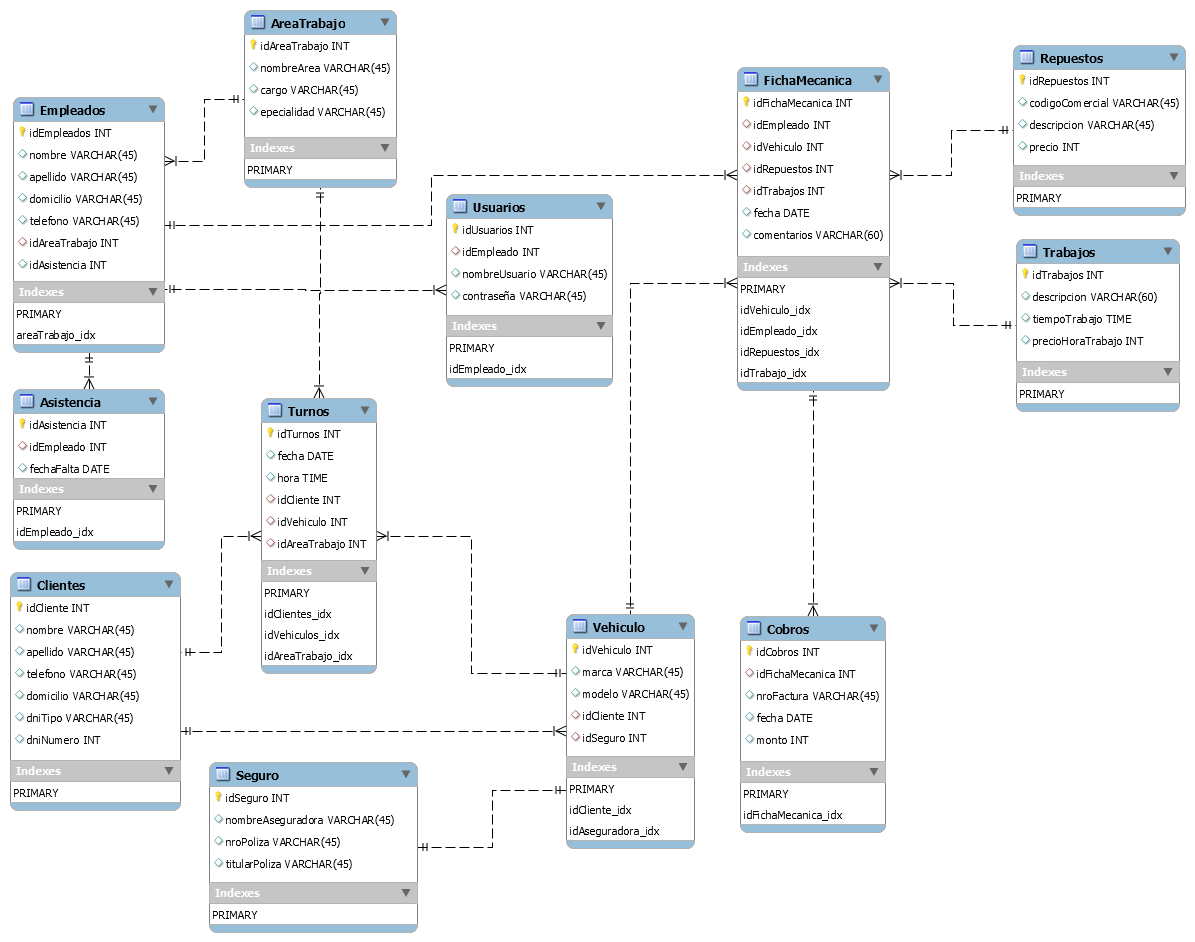 AreaTrabajo
idAreaTrabajo INT
nombreArea VARCHAR(45)
cargo VARCHAR(45)
epecialidad VARCHAR(45)
Indexes
PRIMARY
Empleados
idEmpleados INT
nombre VARCHAR(45)
apellido VARCHAR(45)
domicilio VARCHAR(45)
telefono VARCHAR(45)
idAreaTrabajo INT
idAsistencia INT
Indexes
PRIMARY
areaTrabajo_idx
Usuarios
idUsuarios INT
idEmpleado INT
nombreUsuario VARCHAR(45)
contraseña VARCHAR(45)
Indexes
PRIMARY
idEmpleado_idx
FichaMecanica
idFichaMecanica INT
idEmpleado INT
idVehiculo INT
idRepuestos INT
idTrabajos INT
fecha DATE
comentarios VARCHAR(60)
Indexes
PRIMARY
idVehiculo_idx
idEmpleado_idx
idRepuestos_idx
idTrabajo_idx
Repuestos
idRepuestos INT
codigoComercial VARCHAR(45)
descripcion VARCHAR(45)
precio INT
Indexes
PRIMARY
Trabajos
idTrabajos INT
descripcion VARCHAR(60)
tiempoTrabajo TIME
precioHoraTrabajo INT
Indexes
PRIMARY
Asistencia
idAsistencia INT
idEmpleado INT
fechaFalta DATE
Indexes
PRIMARY
idEmpleado_idx
Turnos
idTurnos INT
fecha DATE
hora TIME
idCliente INT
idVehiculo INT
idAreaTrabajo INT
Indexes
PRIMARY
idClientes_idx
idVehiculos_idx
idAreaTrabajo_idx
Clientes
idCliente INT
nombre VARCHAR(45)
apellido VARCHAR(45)
telefono VARCHAR(45)
domicilio VARCHAR(45)
dniTipo VARCHAR(45)
dniNumero INT
Indexes
PRIMARY
Vehiculo
idVehiculo INT
marca VARCHAR(45)
modelo VARCHAR(45)
idCliente INT
idSeguro INT
Indexes
PRIMARY
idCliente_idx
idAseguradora_idx
Cobros
idCobros INT
idFichaMecanica INT
nroFactura VARCHAR(45)
fecha DATE
monto INT
Indexes
PRIMARY
idFichaMecanica_idx
Seguro
idSeguro INT
nombreAseguradora VARCHAR(45)
nroPoliza VARCHAR(45)
titularPoliza VARCHAR(45)
Indexes
PRIMARY